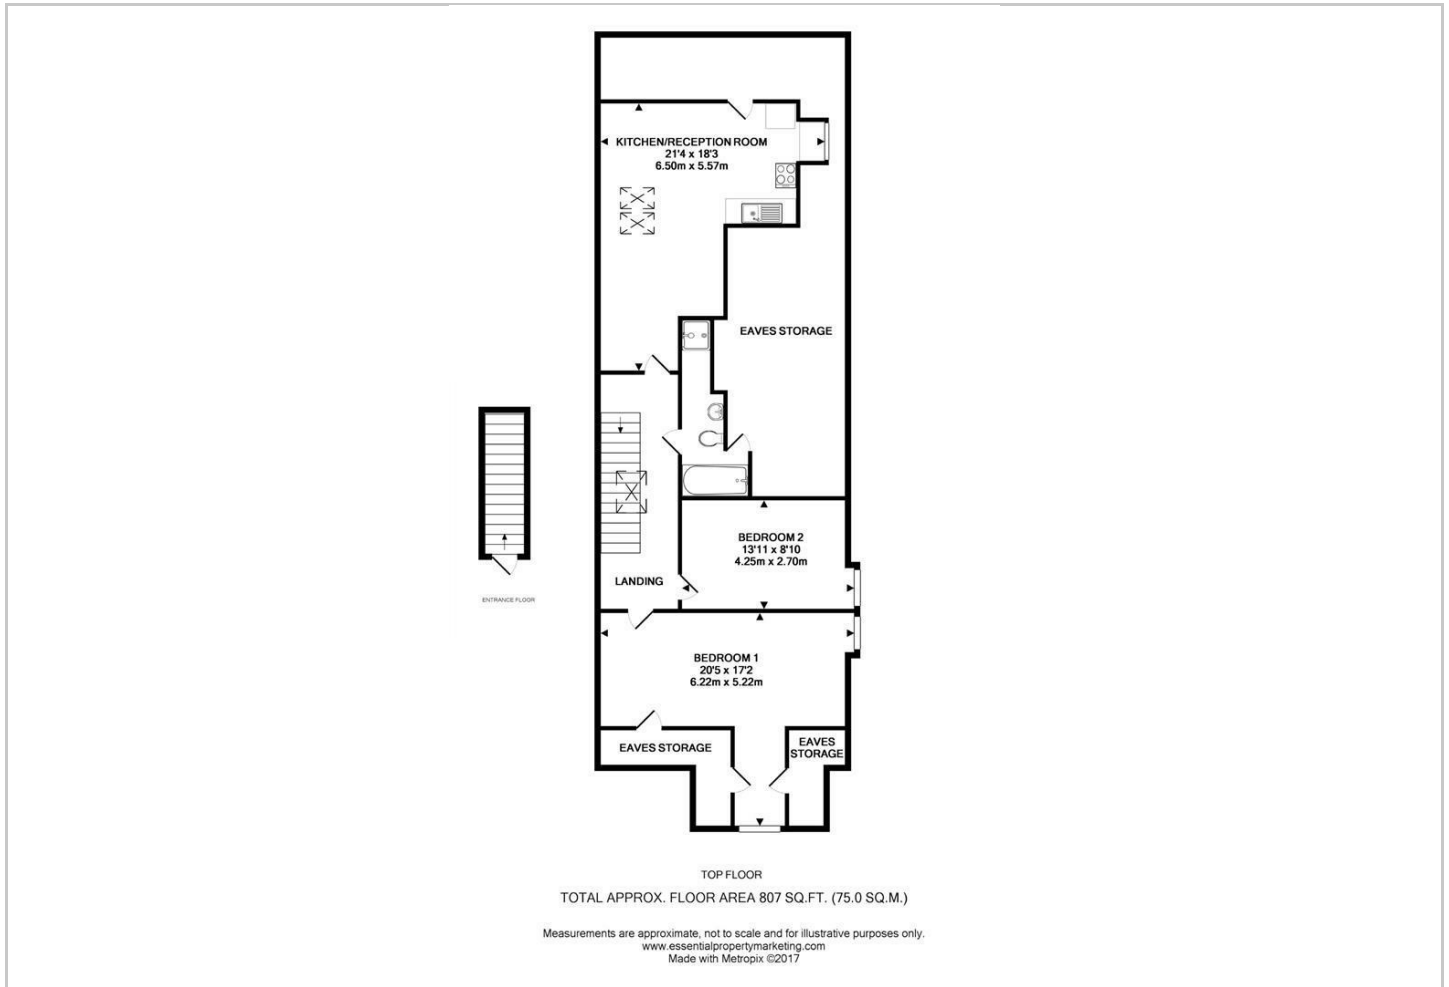 KITCHEN/RECEPTION ROOM
21'4 x 18'3
6.50m x 5.57m
EAVES STORAGE
BEDROOM 2
13'11 x 8'10
4.25m x 2.70m
LANDING
ENTRANCE FLOOR
BEDROOM 1
20'5 x 17'2
6.22m x 5.22m
EAVES STORAGE
EAVES
STORAGE
TOP FLOOR
TOTAL APPROX. FLOOR AREA 807 SQ.FT. (75.0 SQ.M.)
Measurements are approximate, not to scale and for illustrative purposes only.
www.essentialpropertymarketing.com
Made with Metropix ©2017